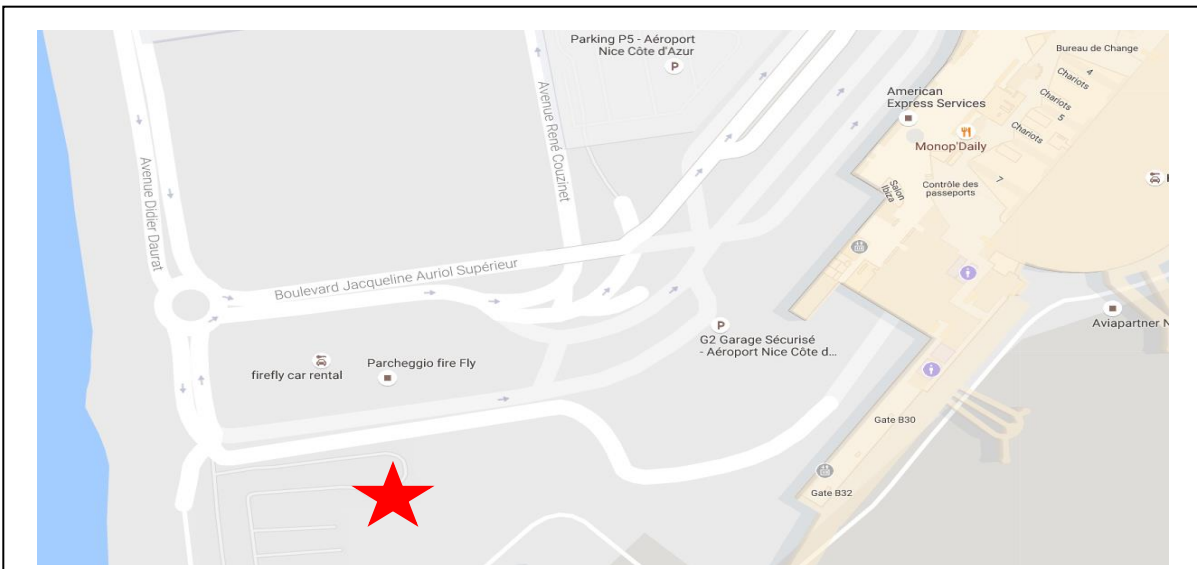 Parking P5 - Aéroport
Nice Côte d'Azur
P
Bureau de Change
4
Chariots
Chariots
5
Chariots
American
Express Services
Monop'Daily
Avenue René Couzinet
Avenue Didier Daurat
Salon
Ibiza
Contrôle des
passeports
7
Boulevard Jacqueline Auriol Supérieur
P
G2 Garage Sécurisé
- Aéroport Nice Côte d...
Aviapartner N
firefly car rental
Parcheggio fire Fly
Gate B30
Gate B32